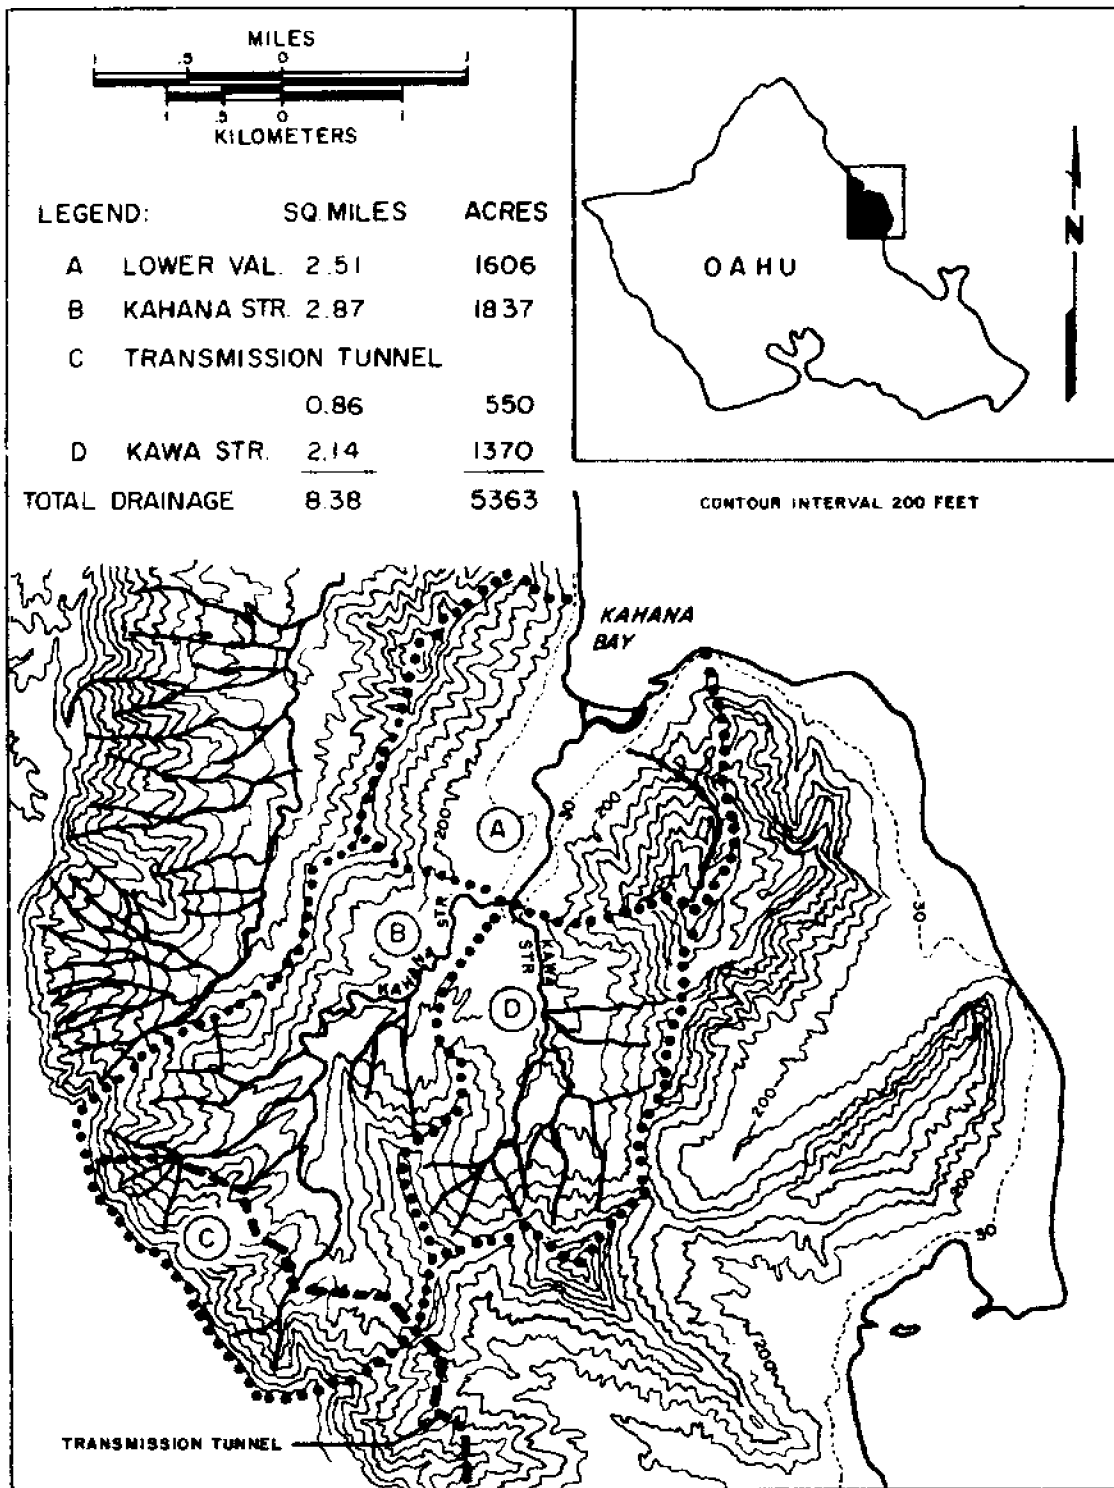 MILES
1 .5 0 1
1 .5 0 1
KILOMETERS
LEGEND: SQ. MILES ACRES
A LOWER VAL. 2.51 1606
B KAHANA STR. 2.87 1837
C TRANSMISSION TUNNEL
0.86 550
D KAWA STR. 2.14 1370
TOTAL DRAINAGE 8.38 5363
OAHU
N
CONTOUR INTERVAL 200 FEET
KAHANA
BAY
200
A
30
200
B
KAHANA STR
KAWA
STR
D
30
200
C
200
30
200
TRANSMISSION TUNNEL